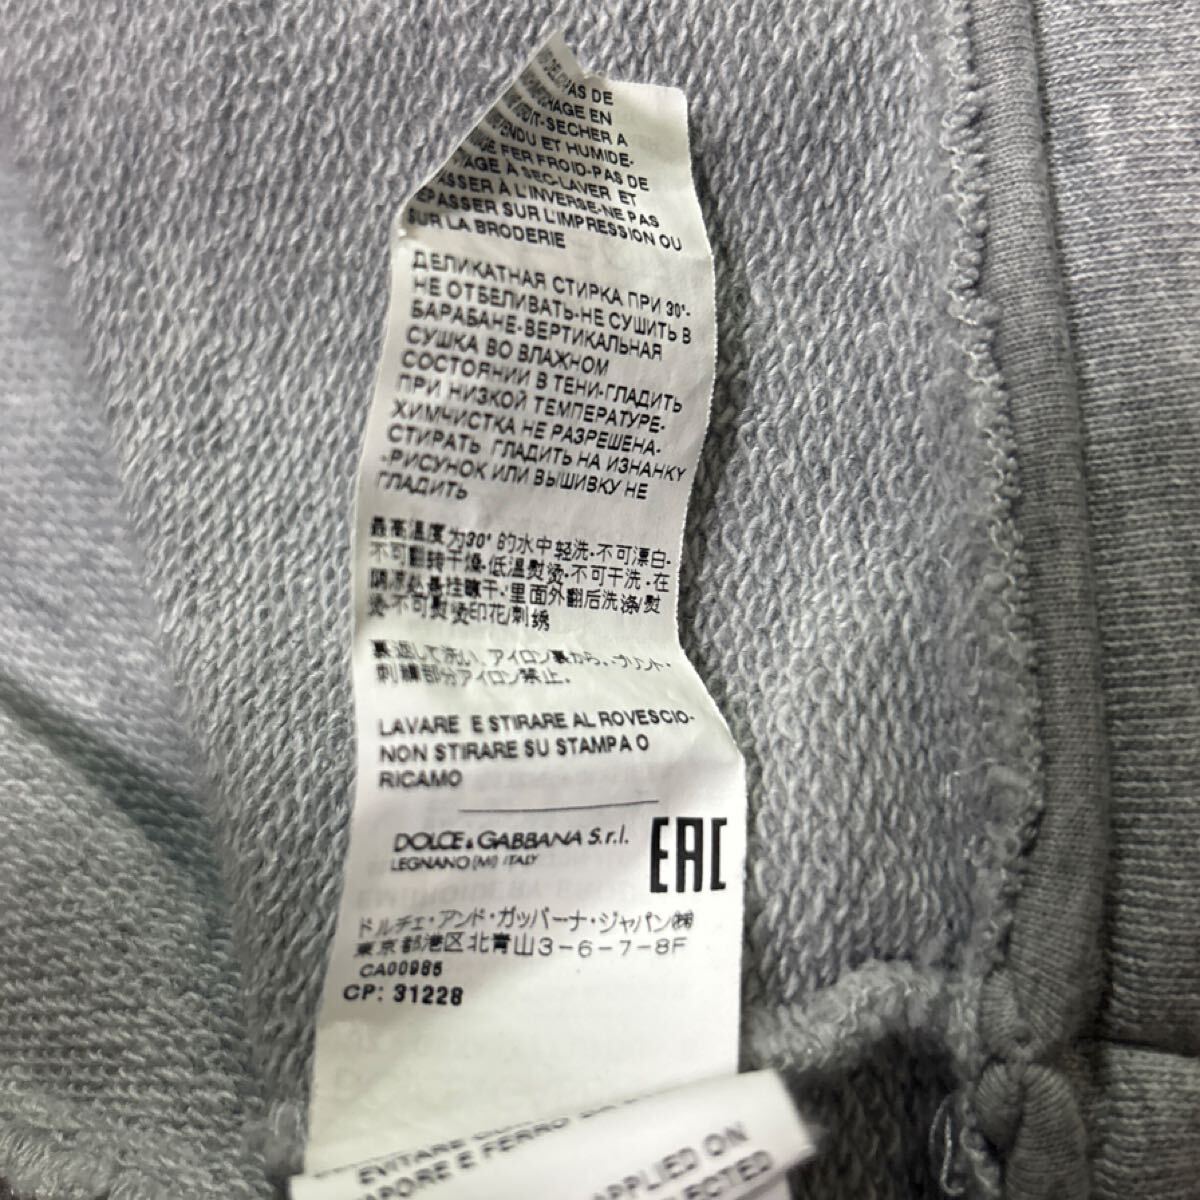 PAS DE
EN
SECHER A
ET HUMIDE-
FER FROID-PAS DE
A SEC-LAVER ET
A L'INVERSE-NE PAS
SUR L'IMPRESSION OU
SUR LA BRODERIE
ДЕЛИКАТНАЯ СТИРКА ПРИ 30°-
НЕ ОТБЕЛИВАТЬ-НЕ СУШИТЬ В
БАРАБАНЕ-ВЕРТИКАЛЬНАЯ
СУШКА ВО ВЛАЖНОМ
СОСТОЯНИИ В ТЕНИ-ГЛАДИТЬ
ПРИ НИЗКОЙ ТЕМПЕРАТУРЕ-
ХИМЧИСТКА НЕ РАЗРЕШЕНА-
СТИРАТЬ ГЛАДИТЬ НА ИЗНАНКУ
-РИСУНОК ИЛИ ВЫШИВКУ НЕ
ГЛАДИТЬ
最高温度为30°的水中轻洗-不可漂白-
不可翻转干燥-低温熨烫-不可干洗-在
阴凉处悬挂晾干-里面外翻后洗涤/熨
烫-不可熨烫印花/刺绣
裏返して洗い、アイロン裏から。プリント・
刺繍部分アイロン禁止。
LAVARE E STIRARE AL ROVESCIO-
NON STIRARE SU STAMPA O
RICAMO
DOLCE&GABBANA S.r.l.
LEGNANO (MI) ITALY
EAC
ドルチェ・アンド・ガッバーナ・ジャパン㈱
東京都港区北青山3-6-7-8F
CA00985
CP: 31228
EVITARE
VAPORE E FERRO
APPLIED ON